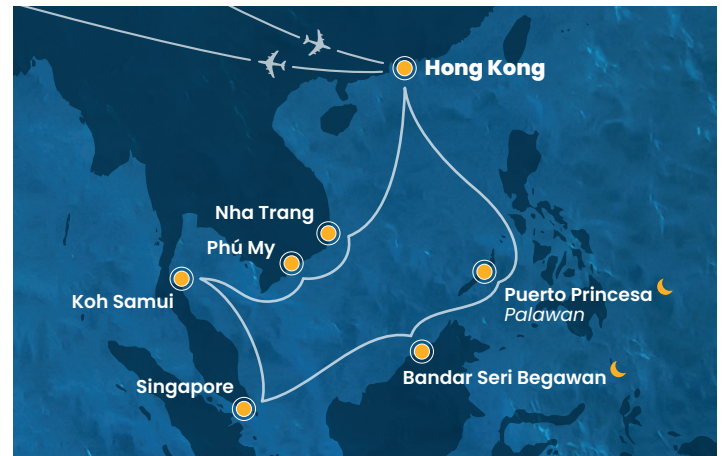 Hong Kong
Nha Trang
Phú My
Koh Samui
Puerto Princesa
Palawan
Singapore
Bandar Seri Begawan